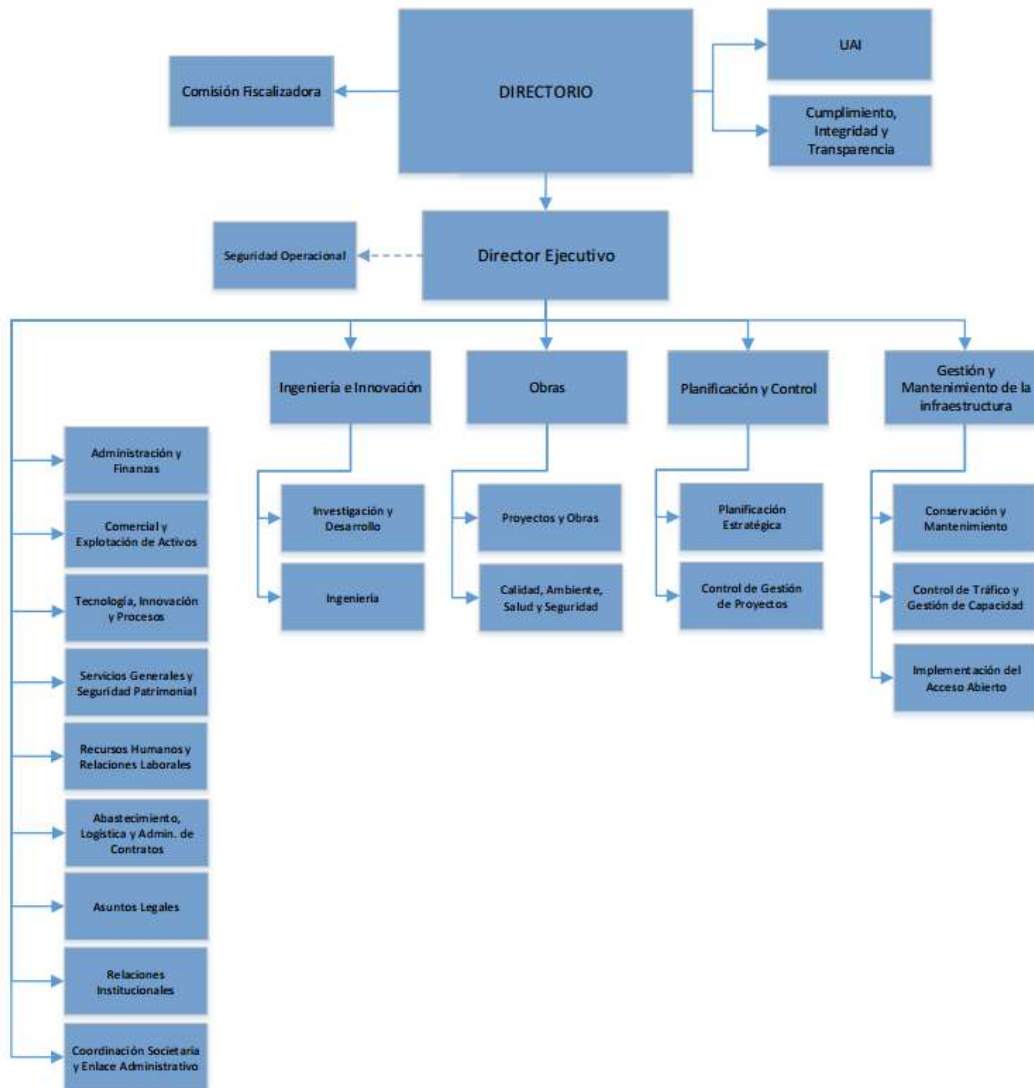 UAI
Comisión Fiscalizadora
DIRECTORIO
Cumplimiento,
Integridad y
Transparencia
Seguridad Operacional
Director Ejecutivo
Ingeniería e Innovación
Obras
Planificación y Control
Gestión y
Mantenimiento de la
infraestructura
Administración y
Finanzas
Comercial y
Explotación de Activos
Tecnología, Innovación
y Procesos
Servicios Generales y
Seguridad Patrimonial
Recursos Humanos y
Relaciones Laborales
Abastecimiento,
Logística y Admin. de
Contratos
Asuntos Legales
Relaciones
Institucionales
Coordinación Societaria
y Enlace Administrativo
Investigación y
Desarrollo
Ingeniería
Proyectos y Obras
Calidad, Ambiente,
Salud y Seguridad
Planificación
Estratégica
Control de Gestión
de Proyectos
Conservación y
Mantenimiento
Control de Tráfico y
Gestión de Capacidad
Implementación del
Acceso Abierto